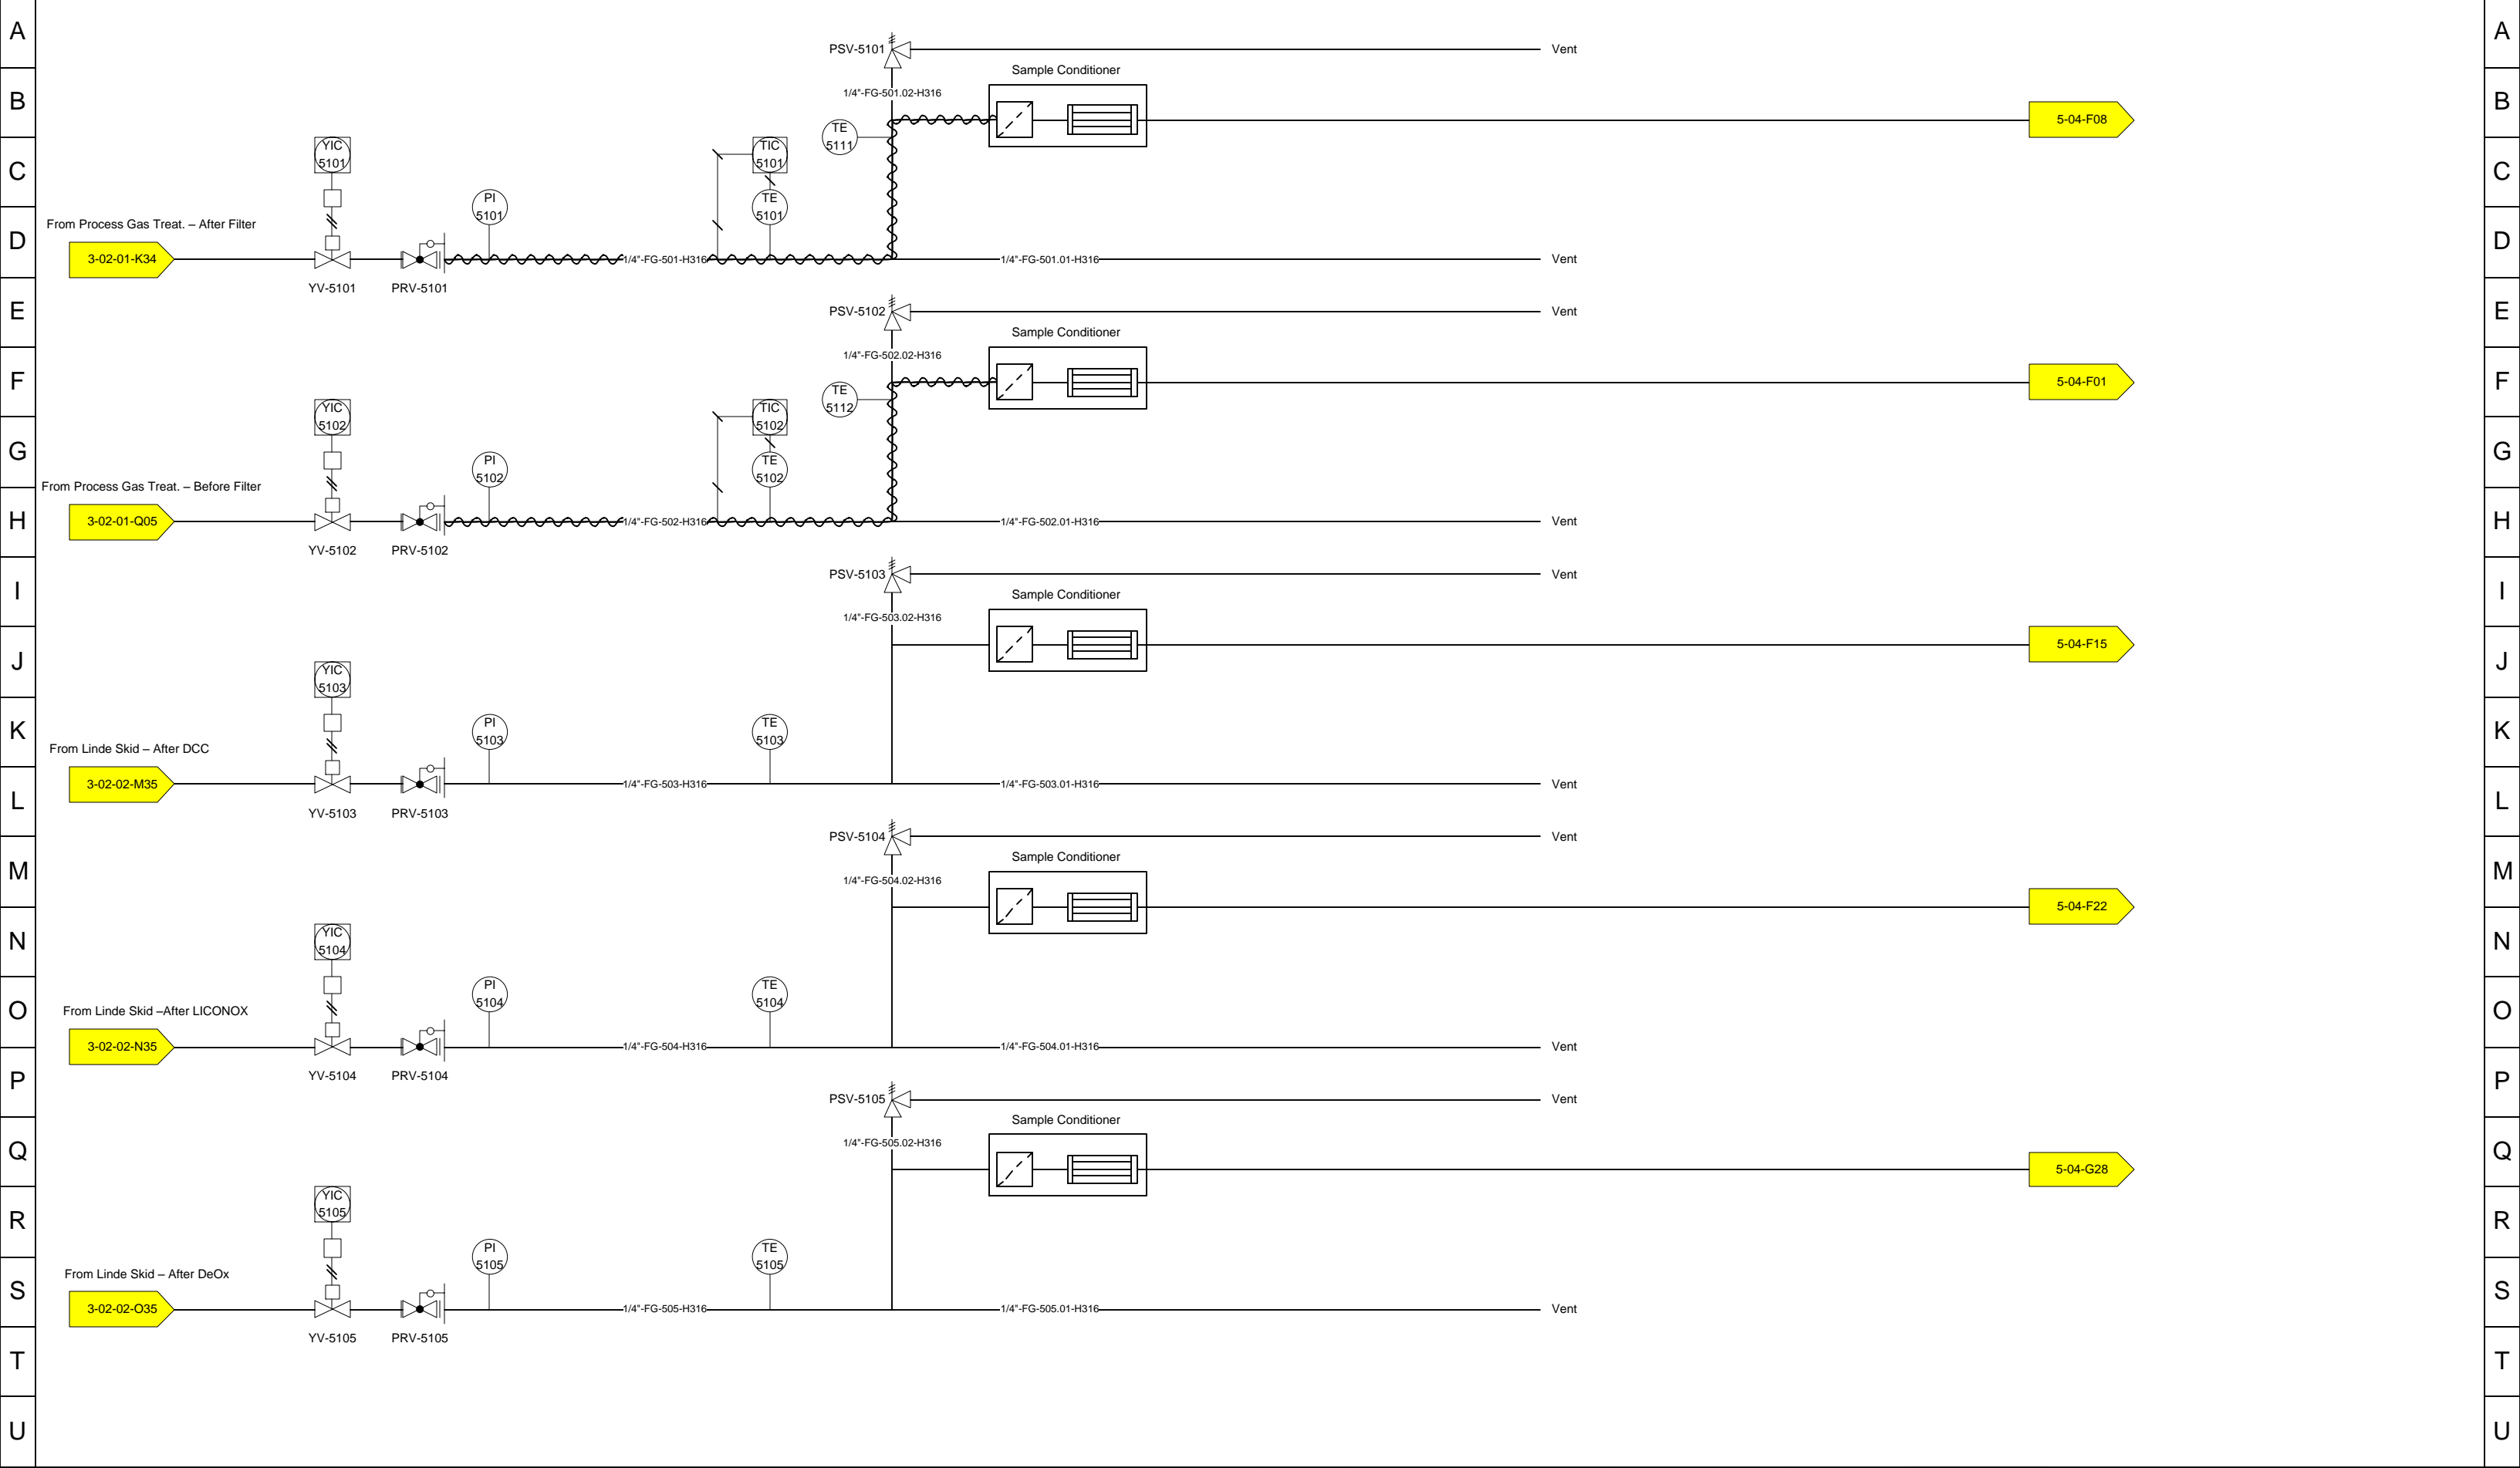 A
A
PSV-5101
Vent
Sample Conditioner
B
1/4"-FG-501.02-H316
B
5-04-F08
TE
5111
YIC
5101
TIC
5101
C
C
PI
5101
TE
5101
From Process Gas Treat. – After Filter
D
D
3-02-01-K34
1/4"-FG-501-H316
1/4"-FG-501.01-H316
Vent
YV-5101
PRV-5101
E
PSV-5102
Vent
E
Sample Conditioner
1/4"-FG-502.02-H316
F
5-04-F01
F
TE
5112
YIC
5102
TIC
5102
G
G
PI
5102
TE
5102
From Process Gas Treat. – Before Filter
H
3-02-01-Q05
1/4"-FG-502-H316
1/4"-FG-502.01-H316
Vent
H
YV-5102
PRV-5102
PSV-5103
Vent
I
Sample Conditioner
I
1/4"-FG-503.02-H316
5-04-F15
J
J
YIC
5103
K
PI
5103
TE
5103
K
From Linde Skid – After DCC
3-02-02-M35
1/4"-FG-503-H316
1/4"-FG-503.01-H316
Vent
L
L
YV-5103
PRV-5103
PSV-5104
Vent
Sample Conditioner
M
M
1/4"-FG-504.02-H316
5-04-F22
YIC
5104
N
N
PI
5104
TE
5104
From Linde Skid –After LICONOX
O
O
3-02-02-N35
1/4"-FG-504-H316
1/4"-FG-504.01-H316
Vent
YV-5104
PRV-5104
P
P
PSV-5105
Vent
Sample Conditioner
1/4"-FG-505.02-H316
Q
Q
5-04-G28
YIC
5105
R
R
PI
5105
TE
5105
From Linde Skid – After DeOx
S
S
3-02-02-O35
1/4"-FG-505-H316
1/4"-FG-505.01-H316
Vent
YV-5105
PRV-5105
T
T
U
U